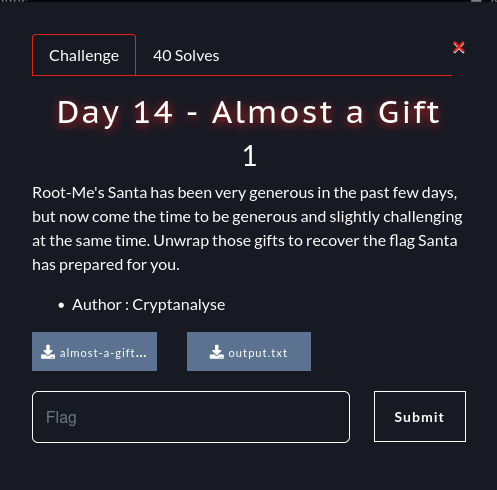 Challenge
40 Solves
Day 14 - Almost a Gift
1
Root-Me's Santa has been very generous in the past few days,
but now come the time to be generous and slightly challenging
at the same time. Unwrap those gifts to recover the flag Santa
has prepared for you.
• Author : Cryptanalyse
almost-a-gift...
output.txt
Flag
Submit